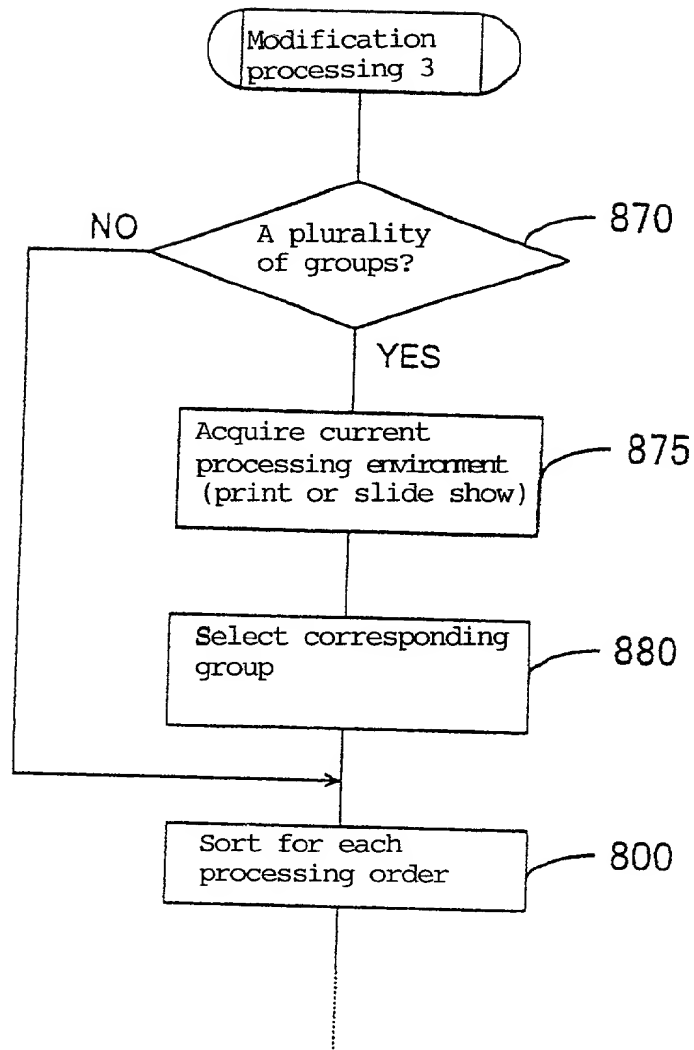 Modification
processing 3
NO
A plurality
of groups?
870
YES
Acquire current
processing environment
(print or slide show)
875
Select corresponding
group
880
Sort for each
processing order
800